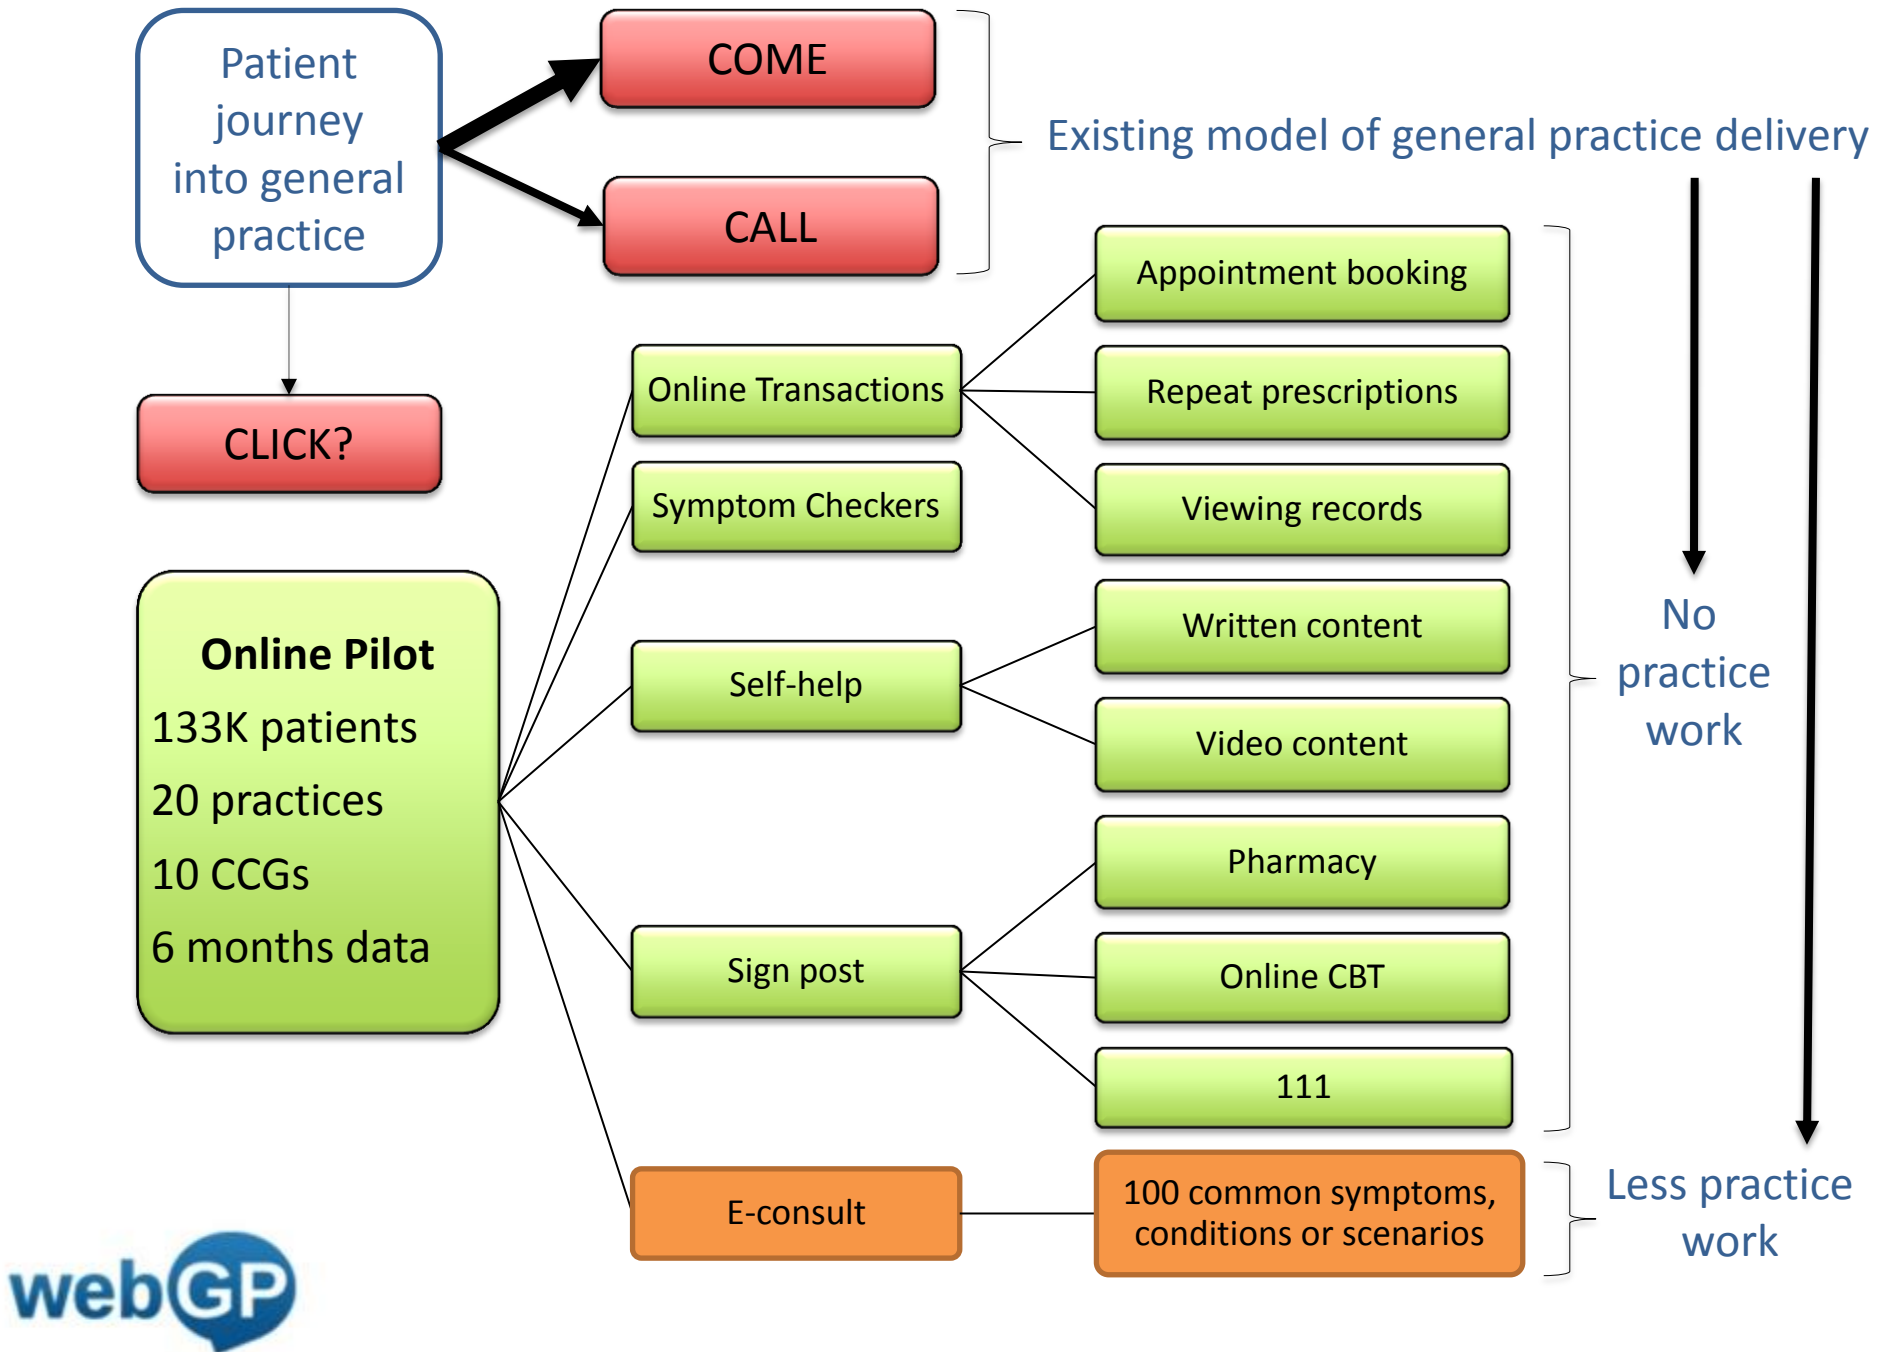 Patient
journey
into general
practice
COME
CALL
Existing model of general practice delivery
CLICK?
Online Pilot
133K patients
20 practices
10 CCGs
6 months data
Online Transactions
Symptom Checkers
Self-help
Sign post
E-consult
Appointment booking
Repeat prescriptions
Viewing records
Written content
Video content
Pharmacy
Online CBT
111
100 common symptoms,
conditions or scenarios
No
practice
work
Less practice
work
webGP